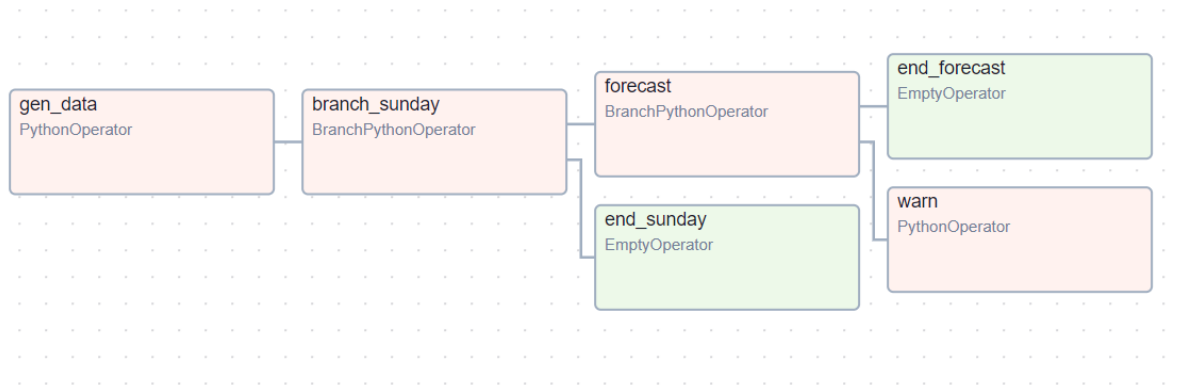 gen_data
PythonOperator
branch_sunday
BranchPythonOperator
forecast
BranchPythonOperator
end_sunday
EmptyOperator
end_forecast
EmptyOperator
warn
PythonOperator